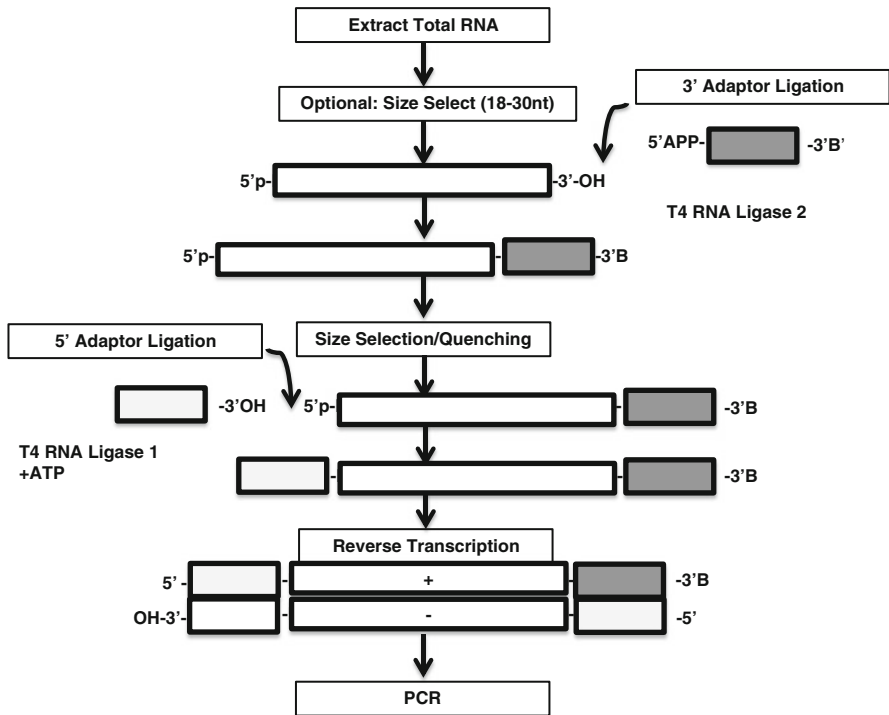 Extract Total RNA
Optional: Size Select (18-30nt)
3’ Adaptor Ligation
5’APP- -3’B’
5’p- -3’-OH
T4 RNA Ligase 2
5’p- - -3’B
5’ Adaptor Ligation
Size Selection/Quenching
-3’OH 5’p- - -3’B
T4 RNA Ligase 1
+ATP
- - -3’B
Reverse Transcription
5’ - - + - -3’B
OH-3’- - - - -5’
PCR